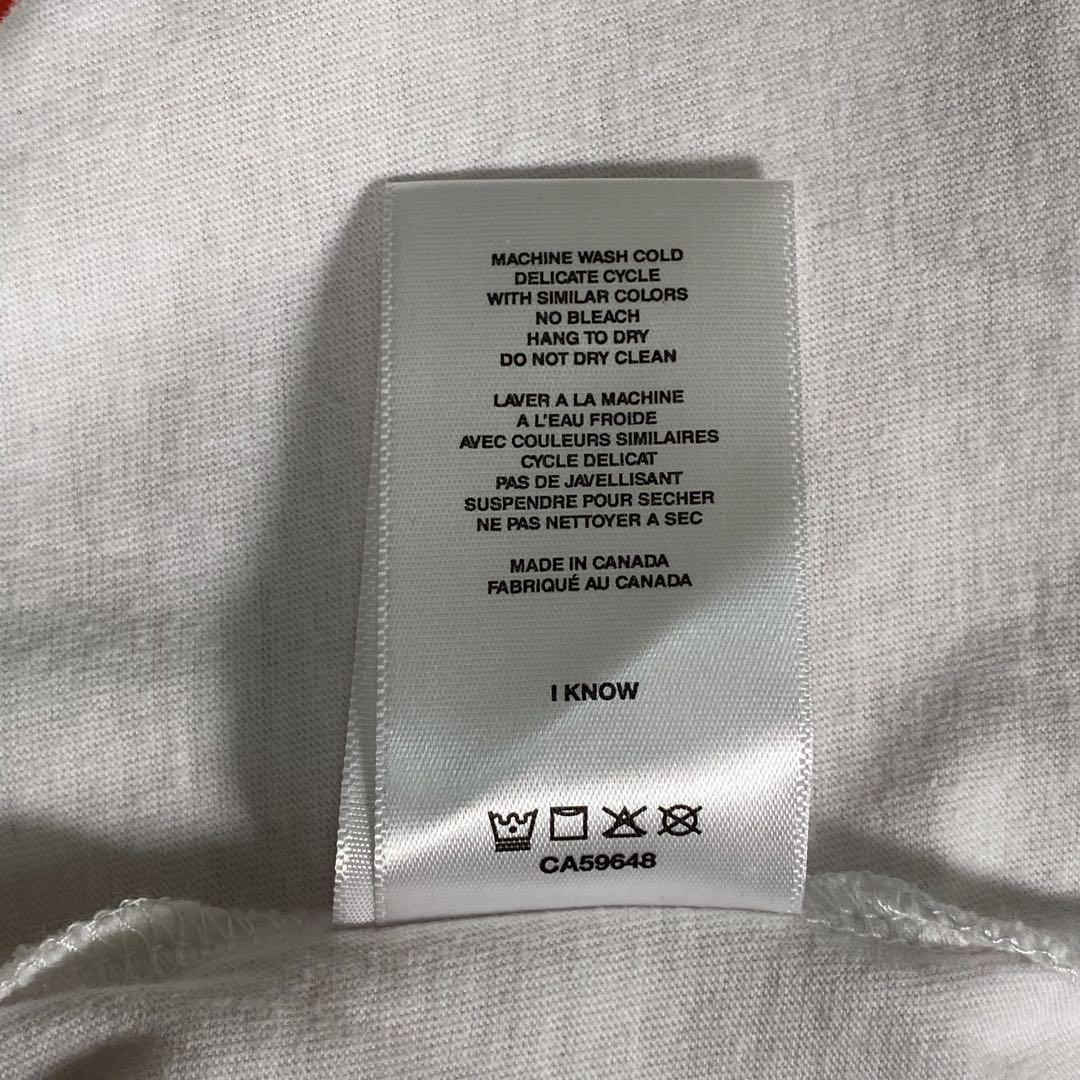 MACHINE WASH COLD
DELICATE CYCLE
WITH SIMILAR COLORS
NO BLEACH
HANG TO DRY
DO NOT DRY CLEAN
LAVER A LA MACHINE
A L'EAU FROIDE
AVEC COULEURS SIMILAIRES
CYCLE DELICAT
PAS DE JAVELLISANT
SUSPENDRE POUR SECHER
NE PAS NETTOYER A SEC
MADE IN CANADA
FABRIQUÉ AU CANADA
I KNOW
CA59648